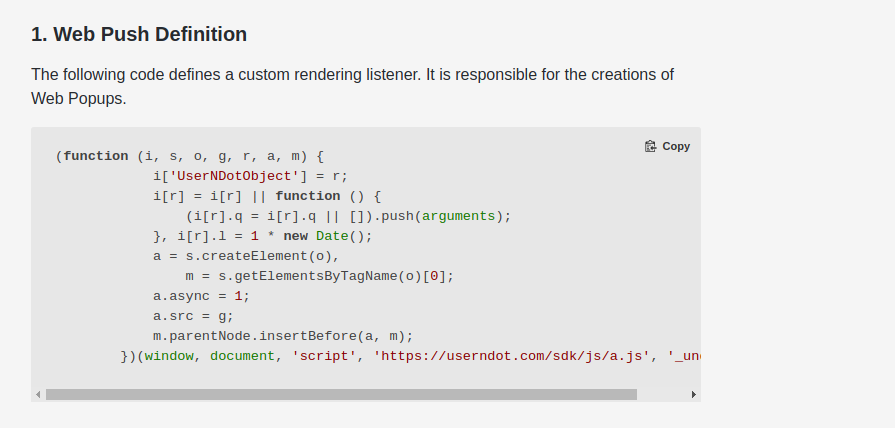 1. Web Push Definition
The following code defines a custom rendering listener. It is responsible for the creations of
Web Popups.
Copy
(function (i, s, o, g, r, a, m) {
            i['UserNDotObject'] = r;
            i[r] = i[r] || function () {
                (i[r].q = i[r].q || []).push(arguments);
            }, i[r].l = 1 * new Date();
            a = s.createElement(o),
                m = s.getElementsByTagName(o)[0];
            a.async = 1;
            a.src = g;
            m.parentNode.insertBefore(a, m);
        })(window, document, 'script', 'https://userndot.com/sdk/js/a.js', '_un